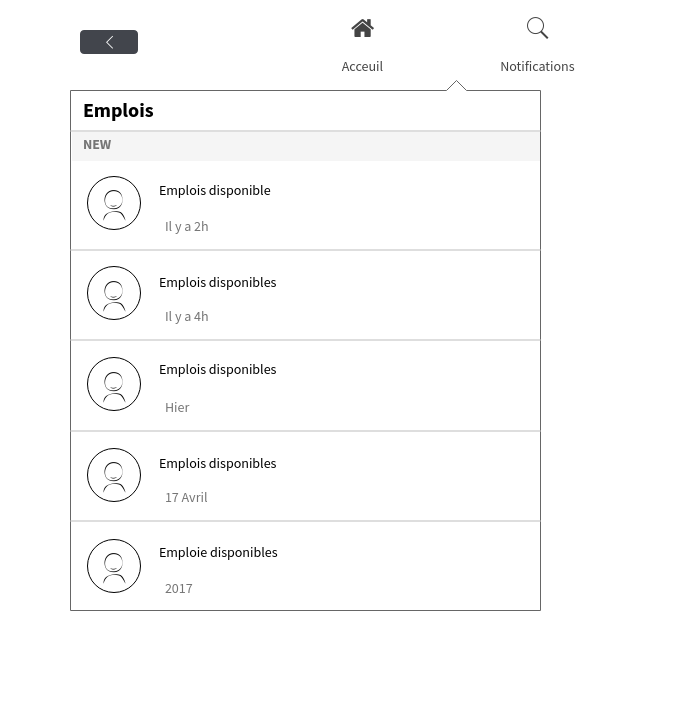 Acceuil
Notifications
Emplois
NEW
Emplois disponible
Il y a 2h
Emplois disponibles
Il y a 4h
Emplois disponibles
Hier
Emplois disponibles
17 Avril
Emploie disponibles
2017